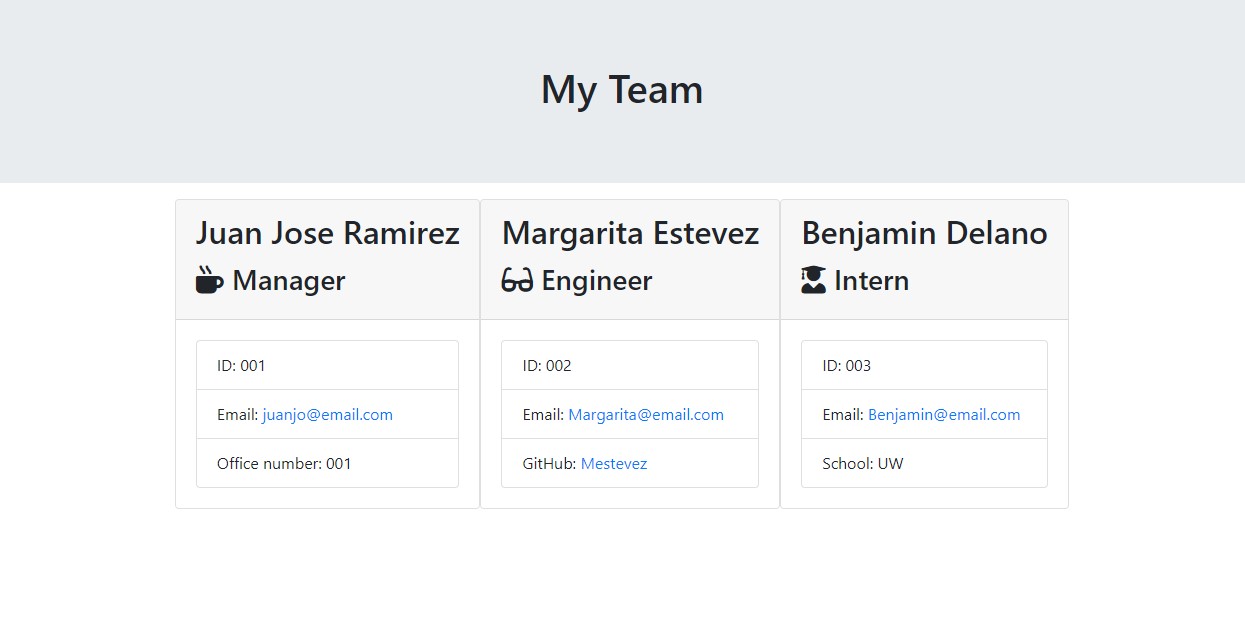 My Team
Juan Jose Ramirez
Manager
ID: 001
Email: juanjo@email.com
Office number: 001
Margarita Estevez
Engineer
ID: 002
Email: Margarita@email.com
GitHub: Mestevez
Benjamin Delano
Intern
ID: 003
Email: Benjamin@email.com
School: UW